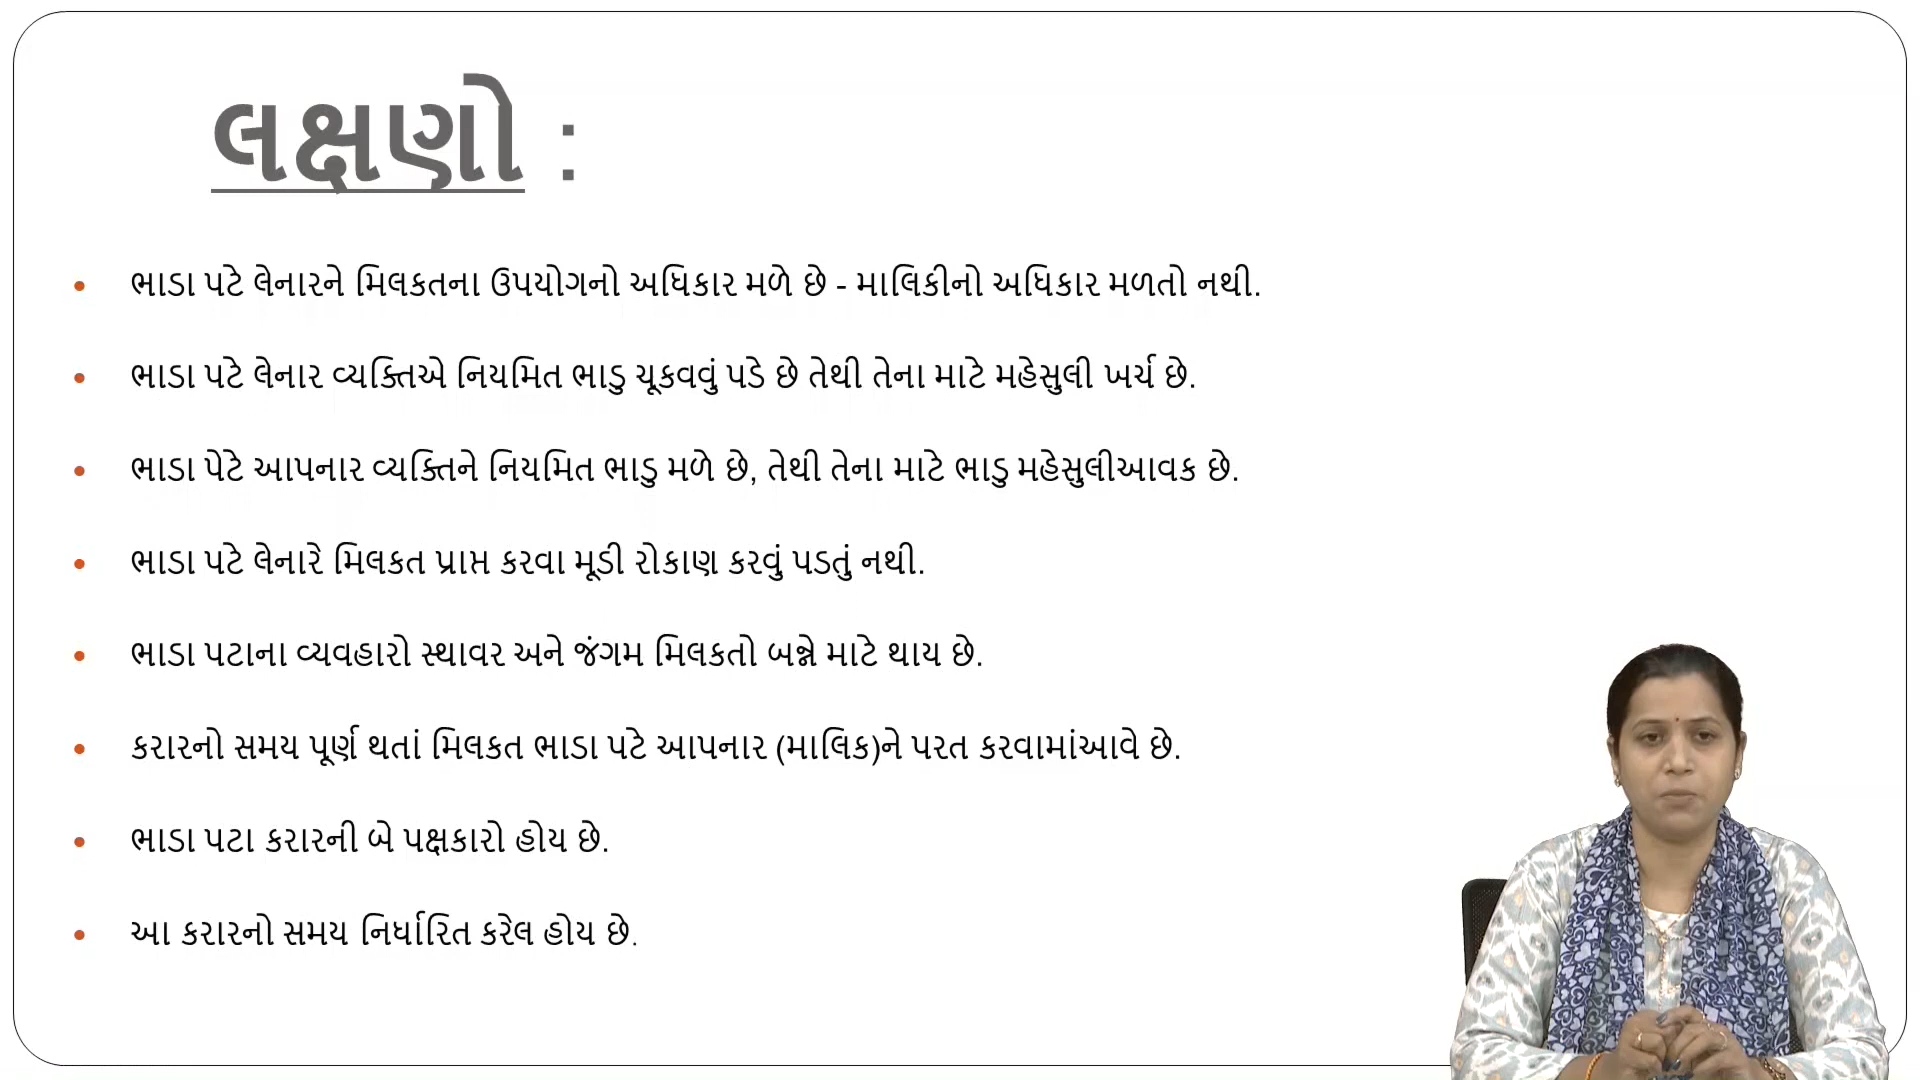 લક્ષણો :
ભાડા પટે લેનારને મિલકતના ઉપયોગનો અધિકાર મળે છે - માલિકીનો અધિકાર મળતો નથી.
ભાડા પટે લેનાર વ્યક્તિએ નિયમિત ભાડુ ચૂકવવું પડે છે તેથી તેના માટે મહેસુલી ખર્ચ છે.
ભાડા પેટે આપનાર વ્યક્તિને નિયમિત ભાડુ મળે છે, તેથી તેના માટે ભાડુ મહેસુલીઆવક છે.
ભાડા પટે લેનારે મિલકત પ્રાપ્ત કરવા મૂડી રોકાણ કરવું પડતું નથી.
ભાડા પટાના વ્યવહારો સ્થાવર અને જંગમ મિલકતો બન્ને માટે થાય છે.
કરારનો સમય પૂર્ણ થતાં મિલકત ભાડા પટે આપનાર (માલિક)ને પરત કરવામાંઆવે છે.
ભાડા પટા કરારની બે પક્ષકારો હોય છે.
આ કરારનો સમય નિર્ધારિત કરેલ હોય છે.